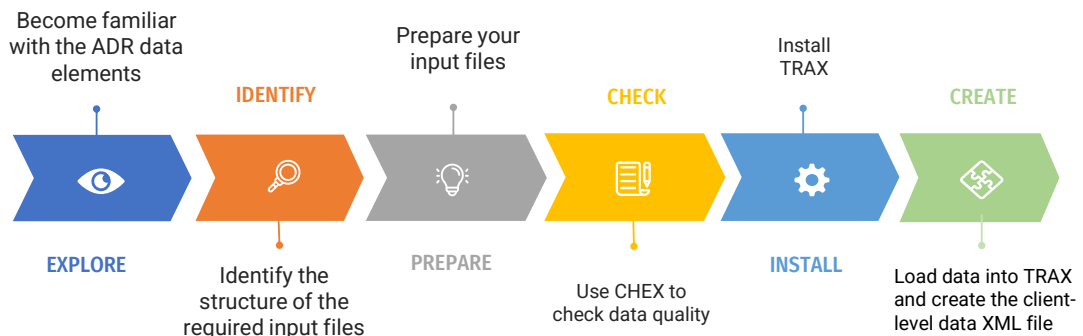 Become familiar
with the ADR data
elements
EXPLORE
IDENTIFY
Identify the
structure of the
required input files
Prepare your
input files
PREPARE
CHECK
Use CHEX to
check data quality
Install
TRAX
INSTALL
CREATE
Load data into TRAX
and create the client-
level data XML file